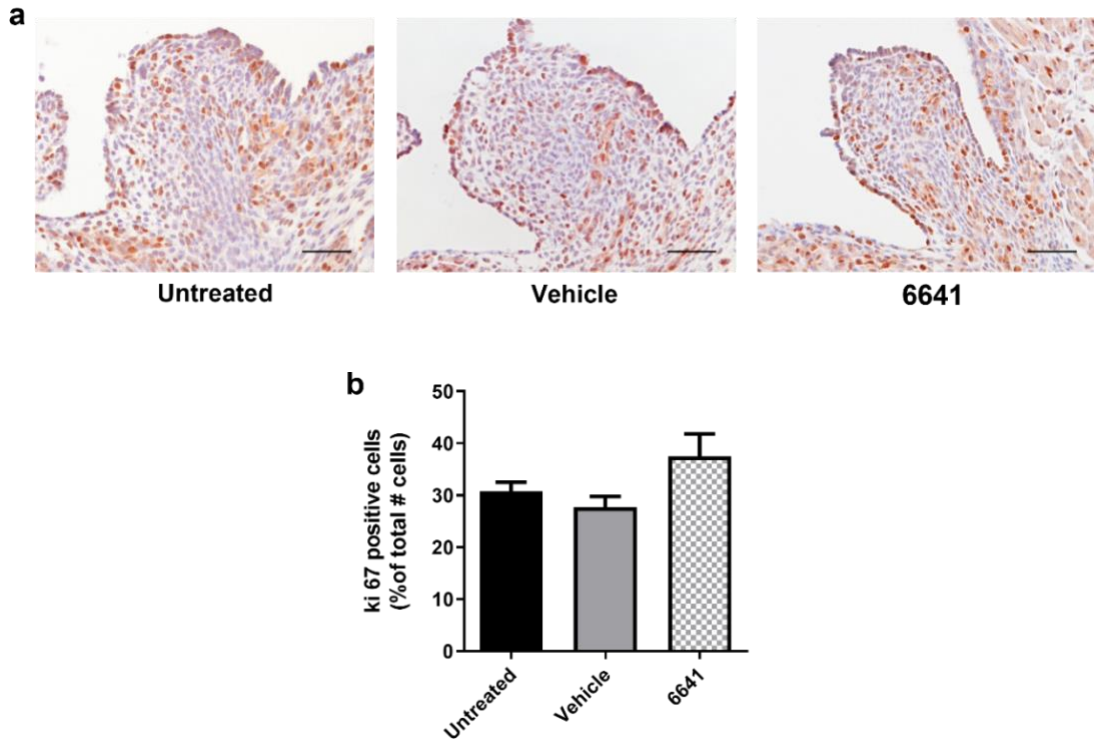 a
Untreated
Vehicle
6641
b
ki 67 positive cells
(%of total # cells)
50
40
30
20
10
0
Untreated
Vehicle
6641